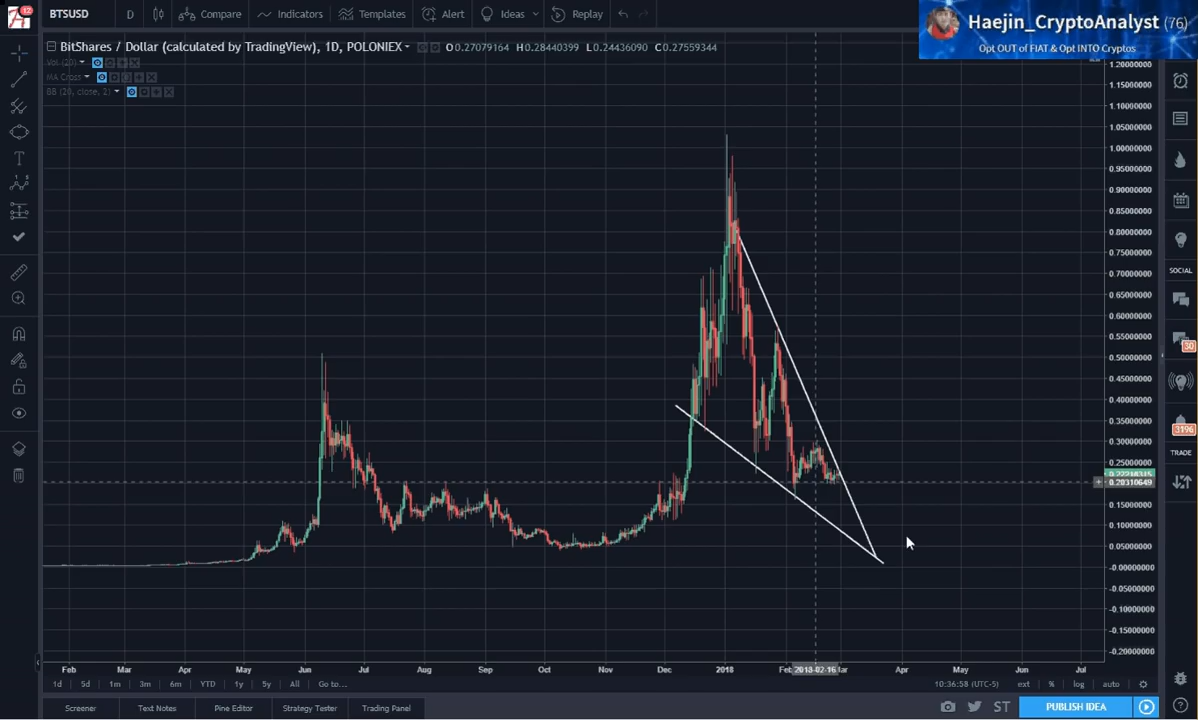 12
BTSUSD D Compare Indicators Templates Alert Ideas Replay
Haejin_CryptoAnalyst (76)
Opt OUT of FIAT & Opt INTO Cryptos
BitShares / Dollar (calculated by TradingView), 1D, POLONIEX O0.27079164 H0.28440399 L0.24436090 C0.27559344
Vol (20)
MA Cross
BB (20, close, 2)
1.20000000
1.15000000
1.10000000
1.05000000
1.00000000
0.95000000
0.90000000
0.85000000
0.80000000
0.75000000
0.70000000
0.65000000
0.60000000
0.55000000
0.50000000
0.45000000
0.40000000
0.35000000
0.30000000
0.25000000
0.20310649
0.15000000
0.10000000
0.05000000
-0.00000000
-0.05000000
-0.10000000
-0.15000000
-0.20000000
SOCIAL
30
3196
TRADE
Feb Mar Apr May Jun Jul Aug Sep Oct Nov Dec 2018 2018-02-16 Apr May Jun Jul
1d 5d 1m 3m 6m YTD 1y 5y All Go to... 10:36:58 (UTC-5) ext % log auto
Screener Text Notes Pine Editor Strategy Tester Trading Panel ST PUBLISH IDEA